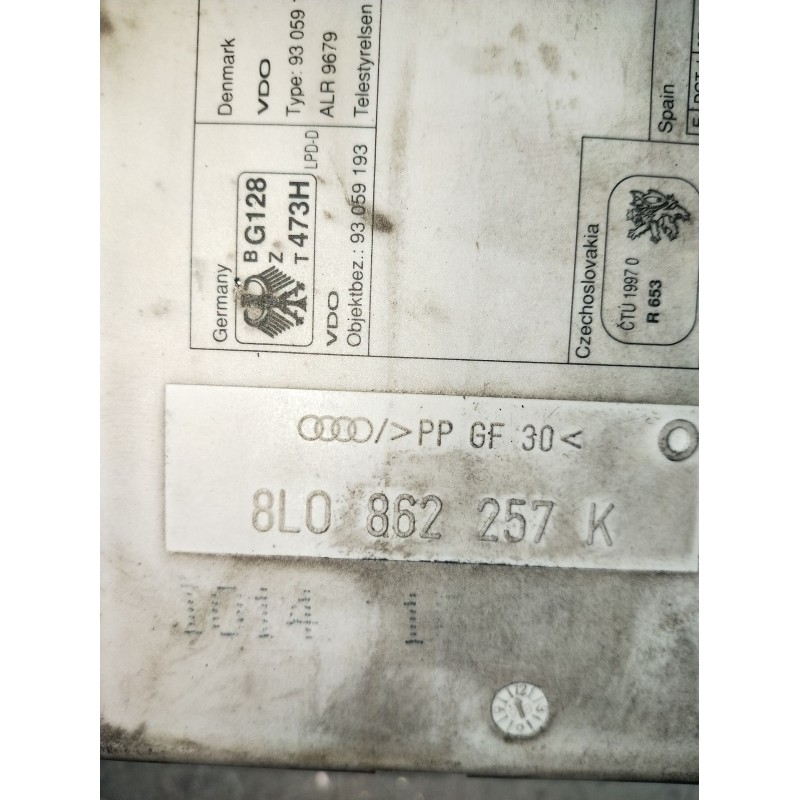 Denmark
VDO
Type: 93 059
ALR 9679
Telestyrelsen
Germany
B G128
Z
T 473H
LPD-D
VDO
Objektbez.: 93 059 193
Spain
E
Czechoslovakia
ČTÚ 1997 0
R 653
/>PP GF 30<
8L0 862 257 K
12